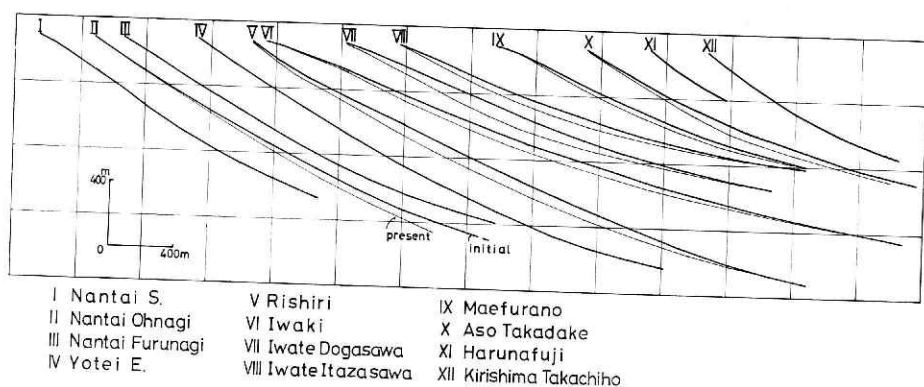 I II III IV V VI VII VIII IX X XI XII
400m
0
400m
present
initial
I Nantai S.
II Nantai Ohnagi
III Nantai Furunagi
IV Yotei E.
V Rishiri
VI Iwaki
VII Iwate Dogasawa
VIII Iwate Itazasawa
IX Maefurano
X Aso Takadake
XI Harunafuji
XII Kirishima Takachiho